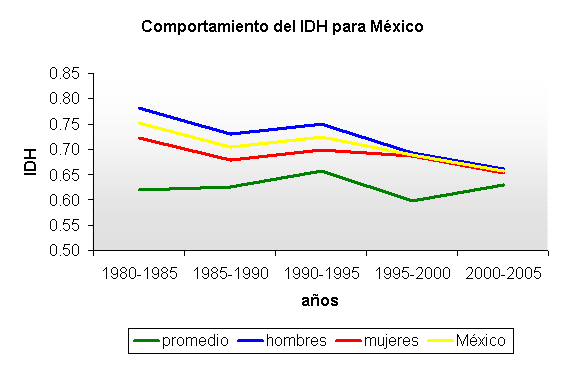 Comportamiento del IDH para México
IDH
0.85
0.80
0.75
0.70
0.65
0.60
0.55
0.50
1980-1985 1985-1990 1990-1995 1995-2000 2000-2005
años
promedio hombres mujeres México